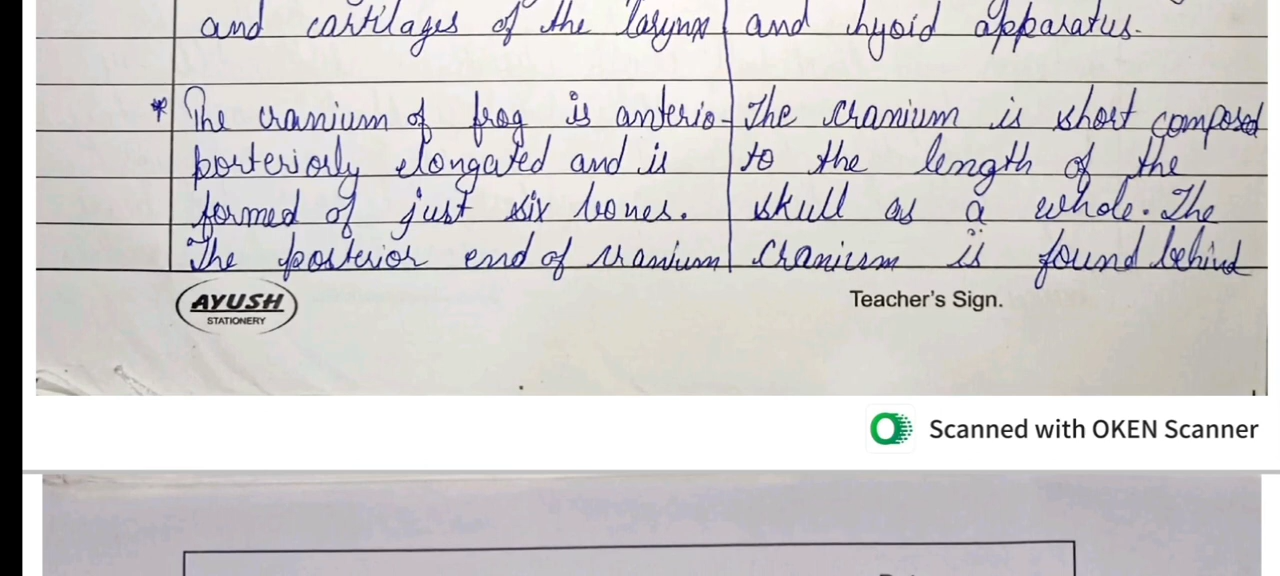 and cartilages of the larynx
and hyoid apparatus.
* The cranium of frog is anterio-
posteriorly elongated and is
formed of just six bones.
The posterior end of cranium
The cranium is short composed
to the length of the
skull as a whole. The
cranium is found behind
AYUSH
STATIONERY
Teacher's Sign.
Scanned with OKEN Scanner